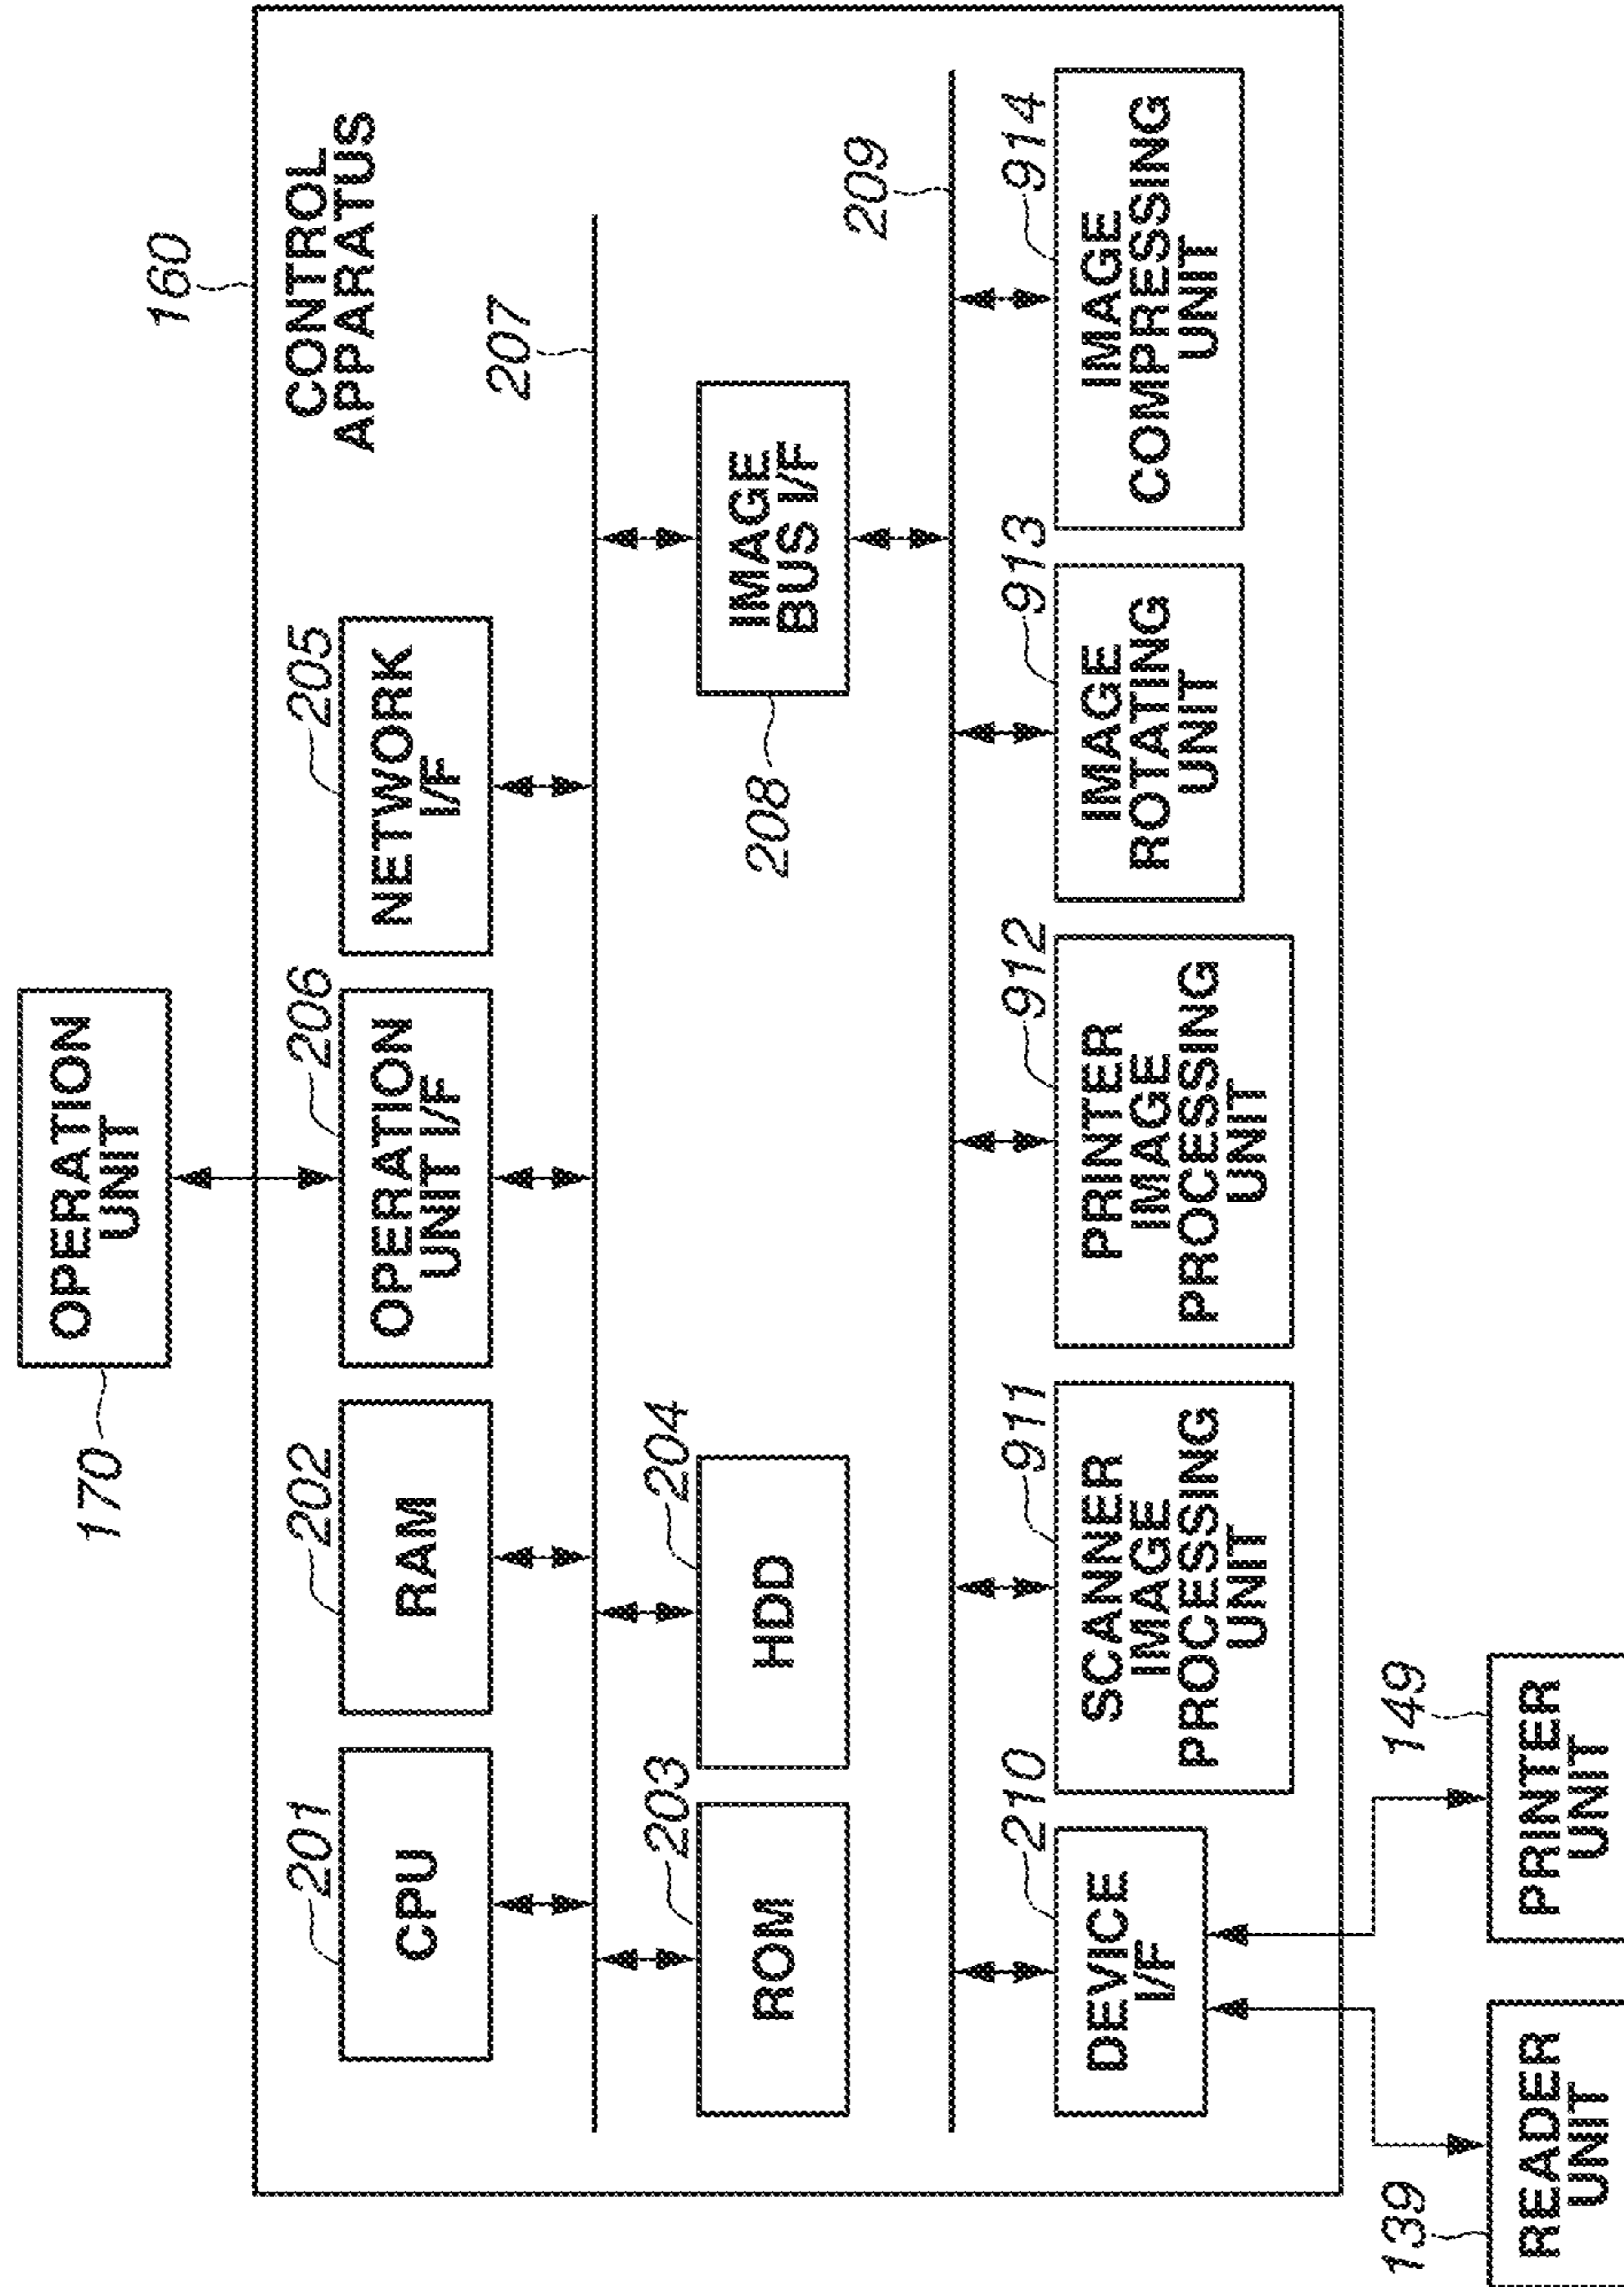 170
OPERATION
UNIT
160
CONTROL
APPARATUS
201
CPU
202
RAM
206
OPERATION
UNIT I/F
205
NETWORK
I/F
207
203
ROM
204
HDD
208
IMAGE
BUS I/F
209
210
DEVICE
I/F
911
SCANNER
IMAGE
PROCESSING
UNIT
912
PRINTER
IMAGE
PROCESSING
UNIT
913
IMAGE
ROTATING
UNIT
914
IMAGE
COMPRESSING
UNIT
139
READER
UNIT
149
PRINTER
UNIT